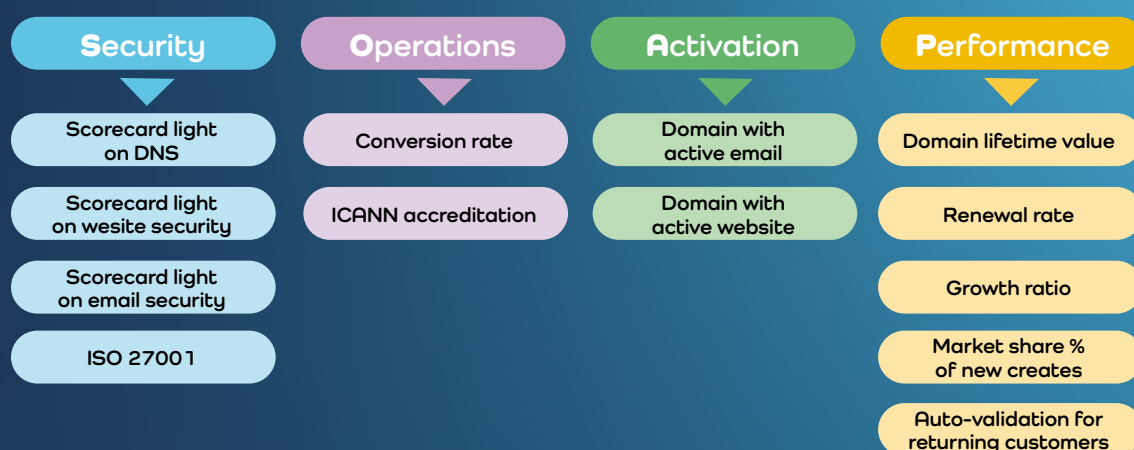 Security
Scorecard light
on DNS
Scorecard light
on wesite security
Scorecard light
on email security
ISO 27001
Operations
Conversion rate
ICANN accreditation
Activation
Domain with
active email
Domain with
active website
Performance
Domain lifetime value
Renewal rate
Growth ratio
Market share %
of new creates
Auto-validation for
returning customers